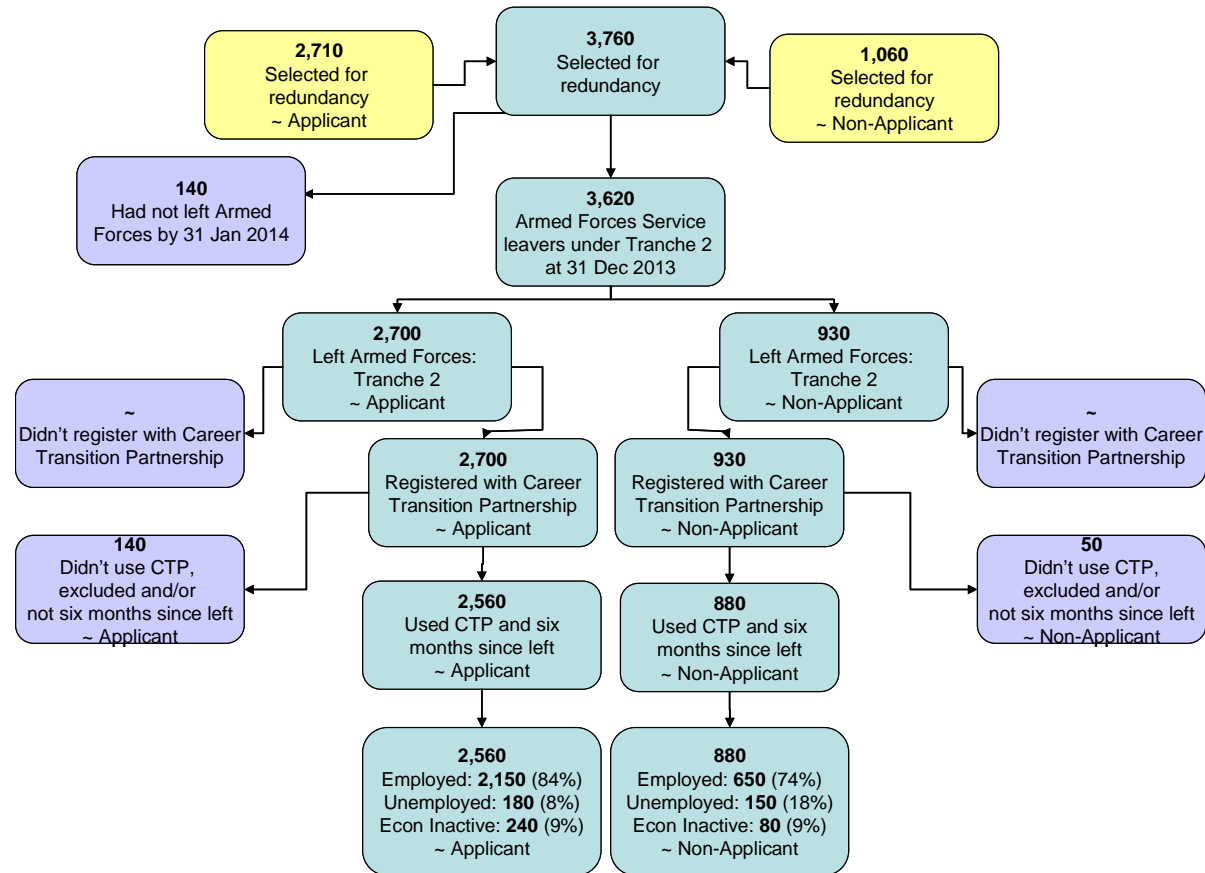 2,710
Selected for
redundancy
~ Applicant
3,760
Selected for
redundancy
1,060
Selected for
redundancy
~ Non-Applicant
140
Had not left Armed
Forces by 31 Jan 2014
3,620
Armed Forces Service
leavers under Tranche 2
at 31 Dec 2013
2,700
Left Armed Forces:
Tranche 2
~ Applicant
930
Left Armed Forces:
Tranche 2
~ Non-Applicant
~
Didn't register with Career
Transition Partnership
~
Didn't register with Career
Transition Partnership
2,700
Registered with Career
Transition Partnership
~ Applicant
930
Registered with Career
Transition Partnership
~ Non-Applicant
140
Didn't use CTP,
excluded and/or
not six months since left
~ Applicant
50
Didn't use CTP,
excluded and/or
not six months since left
~ Non-Applicant
2,560
Used CTP and six
months since left
~ Applicant
880
Used CTP and six
months since left
~ Non-Applicant
2,560
Employed: 2,150 (84%)
Unemployed: 180 (8%)
Econ Inactive: 240 (9%)
~ Applicant
880
Employed: 650 (74%)
Unemployed: 150 (18%)
Econ Inactive: 80 (9%)
~ Non-Applicant